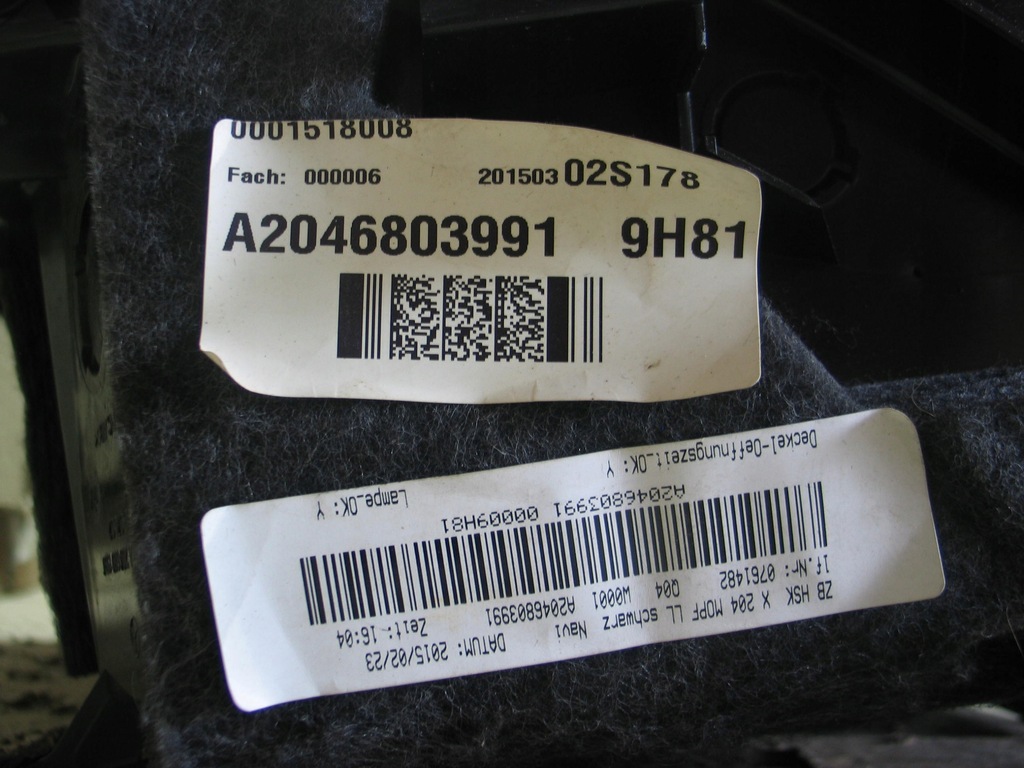 0001518008
Fach: 000006 201503 02S178
A2046803991 9H81
ZB HSK X 204 MOPF LL schwarz Navi DATUM: 2015/02/23
lf.Nr: 0761482 Q04 W0001 A2046803991 Zeit: 16:04
A2046803991 00009H81
Deckel-Oeffnungszeit_OK: Y Lampe_OK: Y